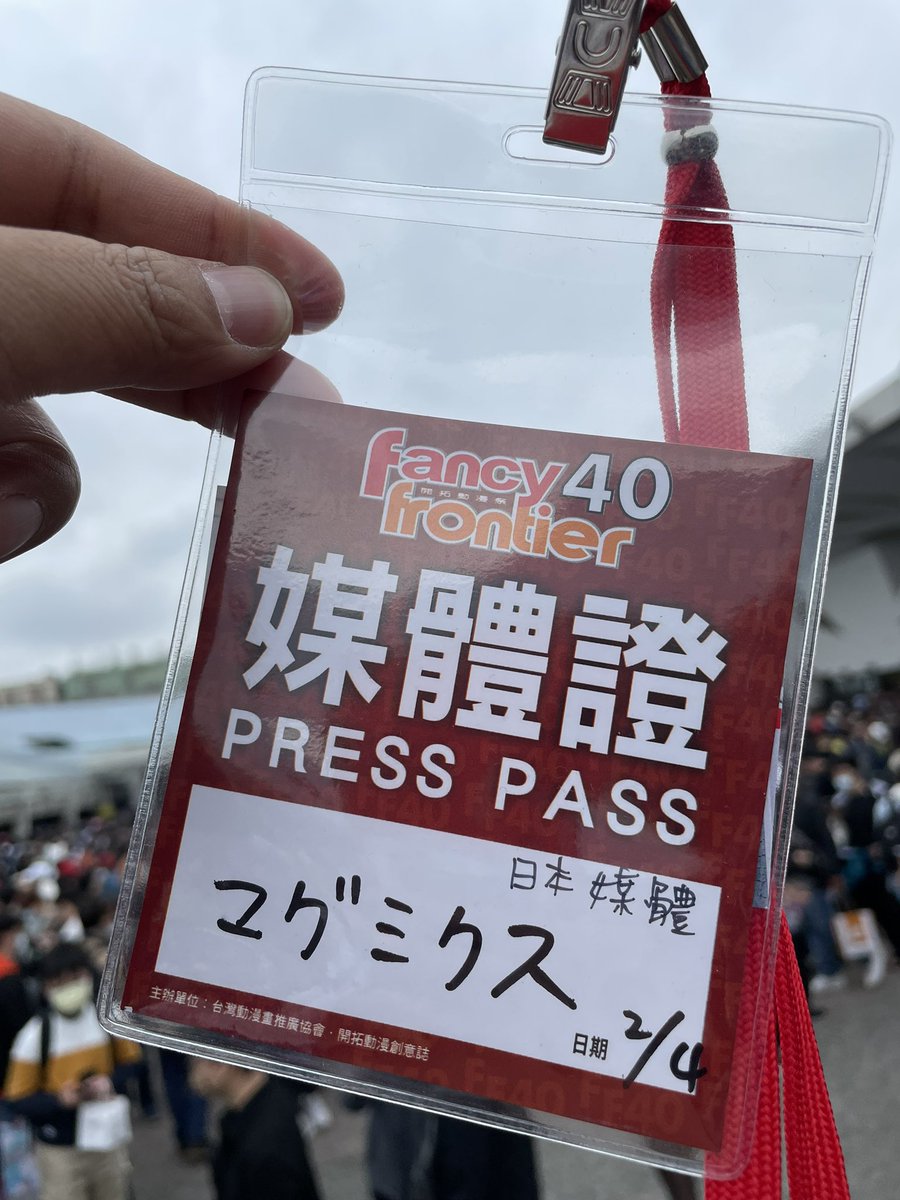 fancy 40
開拓動漫祭
frontier
媒體證
PRESS PASS
日本 媒體
マグミクス
主辦單位：台灣動漫畫推廣協會．開拓動漫創意誌
日期 2/4